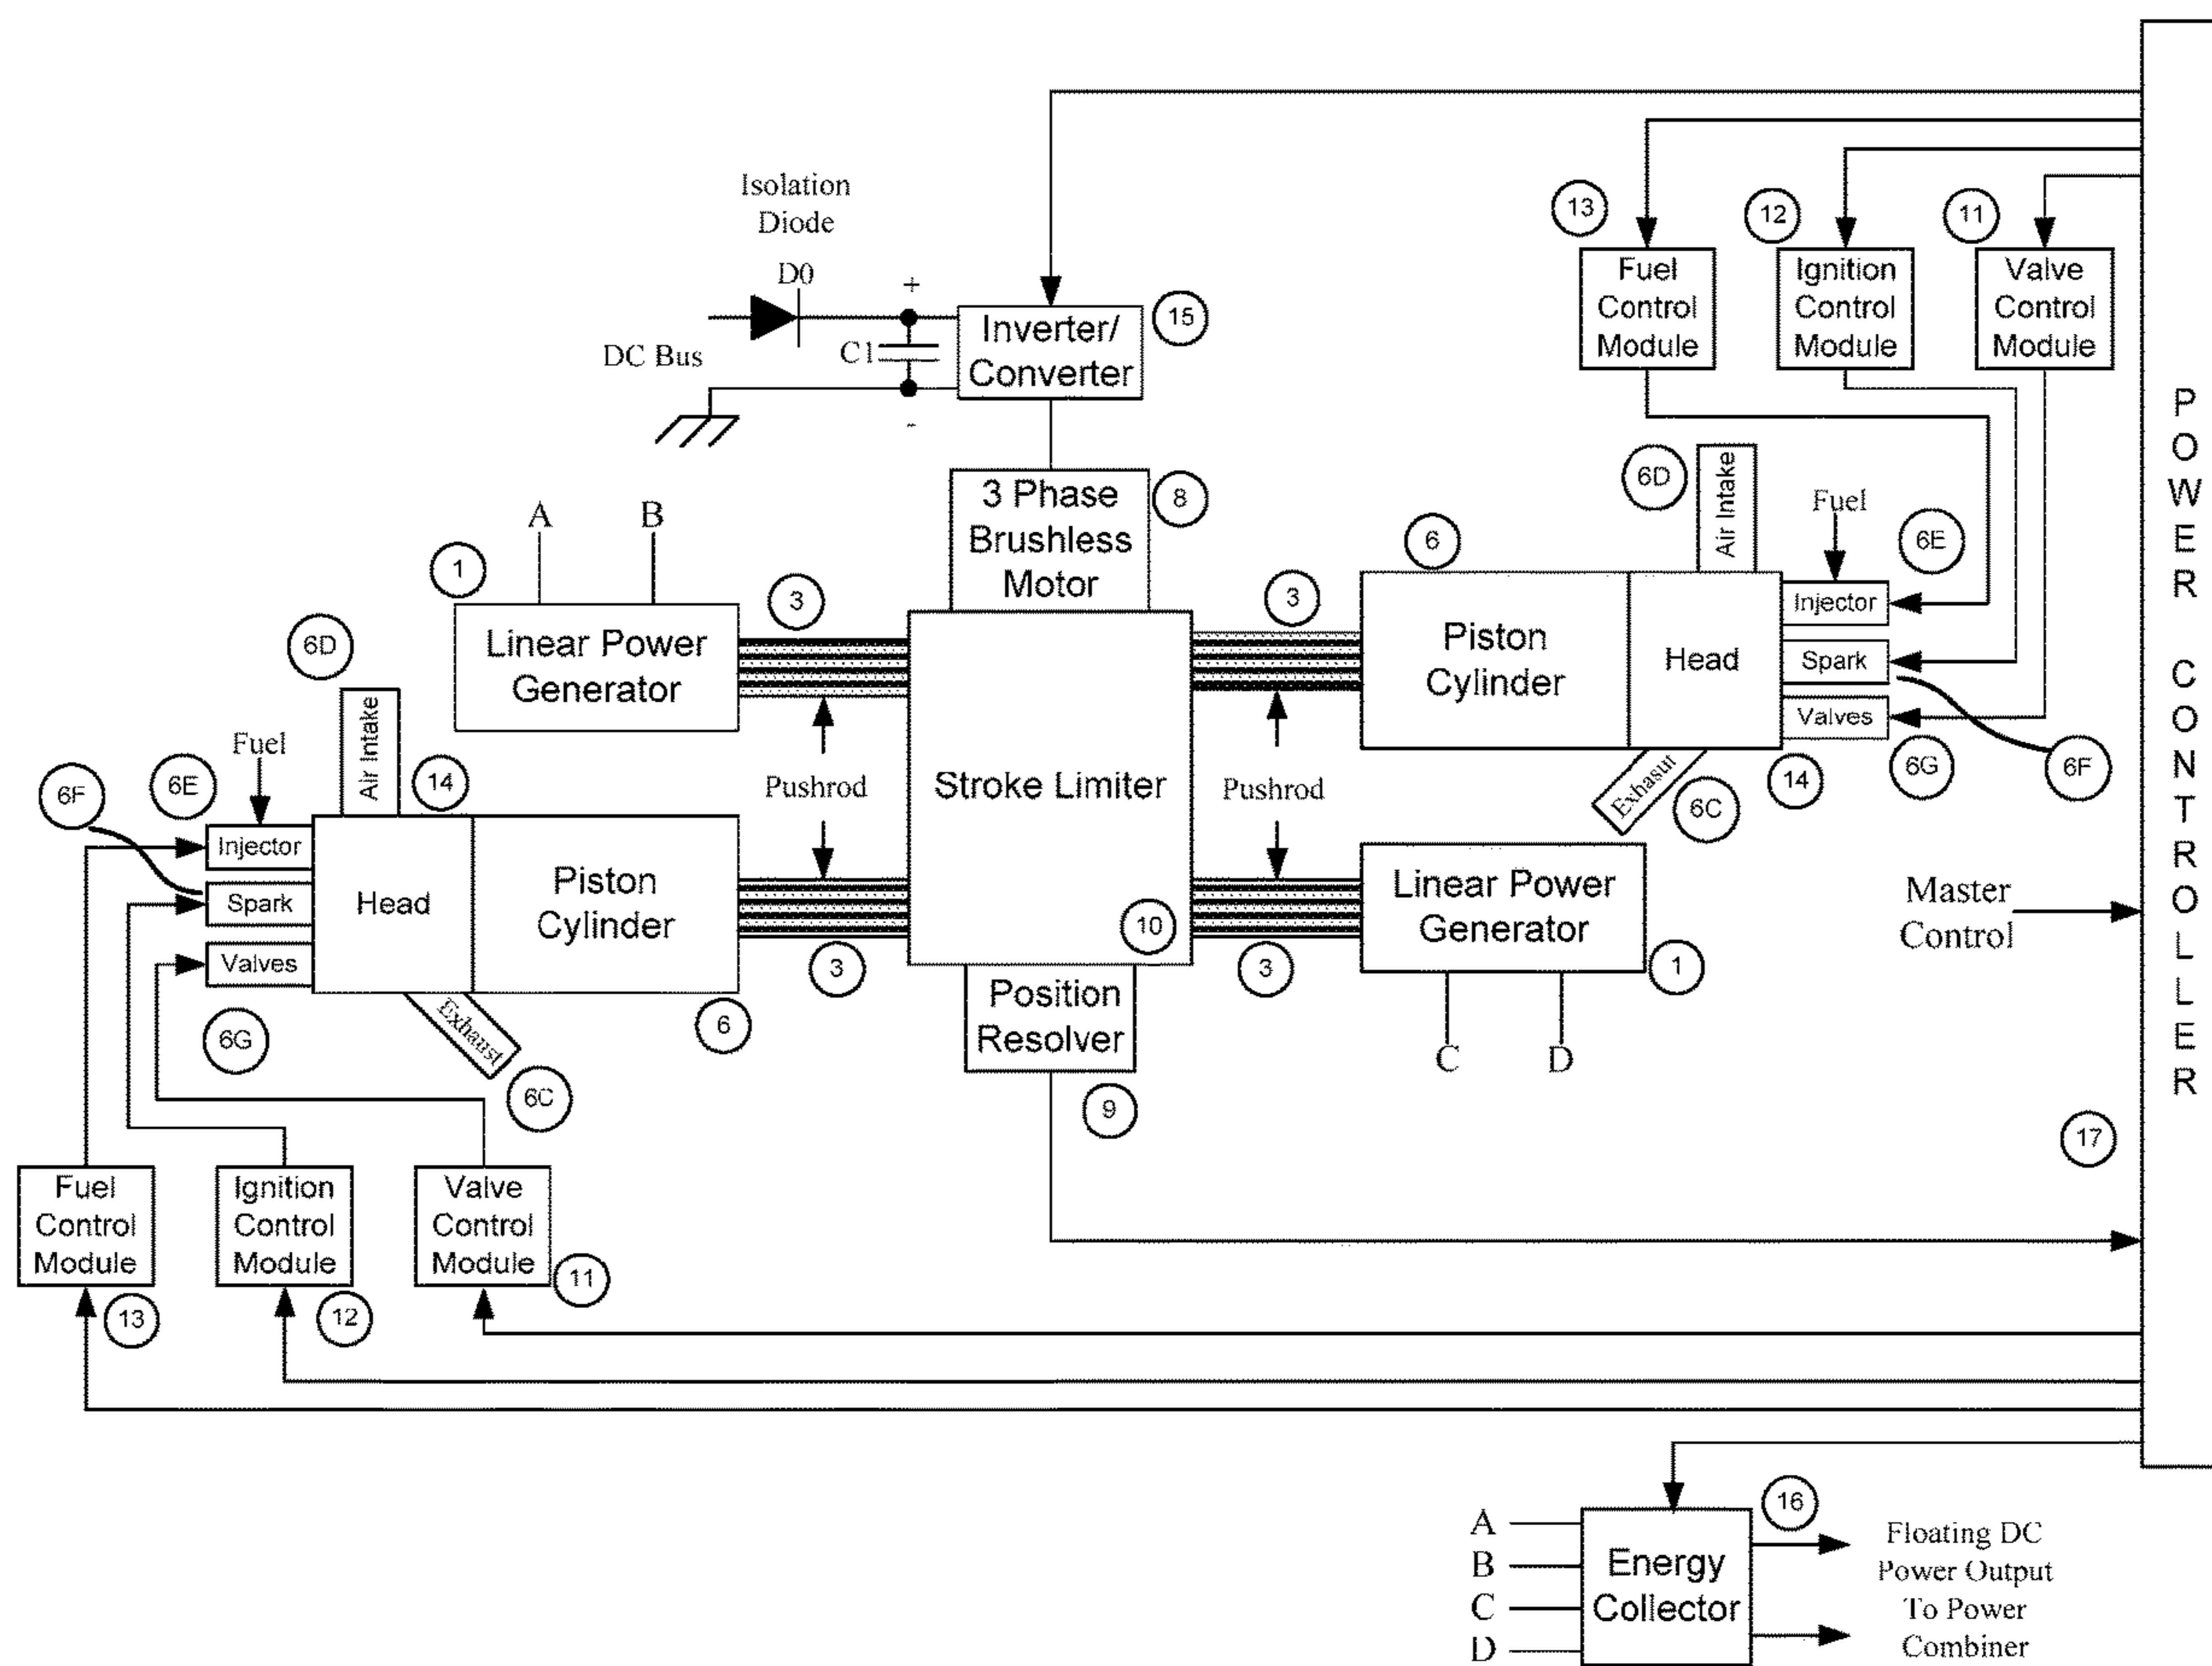 Isolation
Diode
D0
+
C1
DC Bus
-
Inverter/
Converter
15
13
12
11
Fuel
Control
Module
Ignition
Control
Module
Valve
Control
Module
3 Phase
Brushless
Motor
8
A
B
1
Linear Power
Generator
3
Pushrod
Stroke Limiter
10
3
Pushrod
6
Piston
Cylinder
Head
6D
Air Intake
Fuel
6E
Injector
Spark
Valves
6G
6F
14
Exhasut
6C
6D
Air Intake
14
Fuel
6E
6F
Injector
Spark
Valves
Head
Piston
Cylinder
6G
Exhaust
6C
6
3
Position
Resolver
9
3
Linear Power
Generator
1
C
D
Master
Control
17
P
O
W
E
R
C
O
N
T
R
O
L
L
E
R
Fuel
Control
Module
13
Ignition
Control
Module
12
Valve
Control
Module
11
A
B
C
D
Energy
Collector
16
Floating DC
Power Output
To Power
Combiner